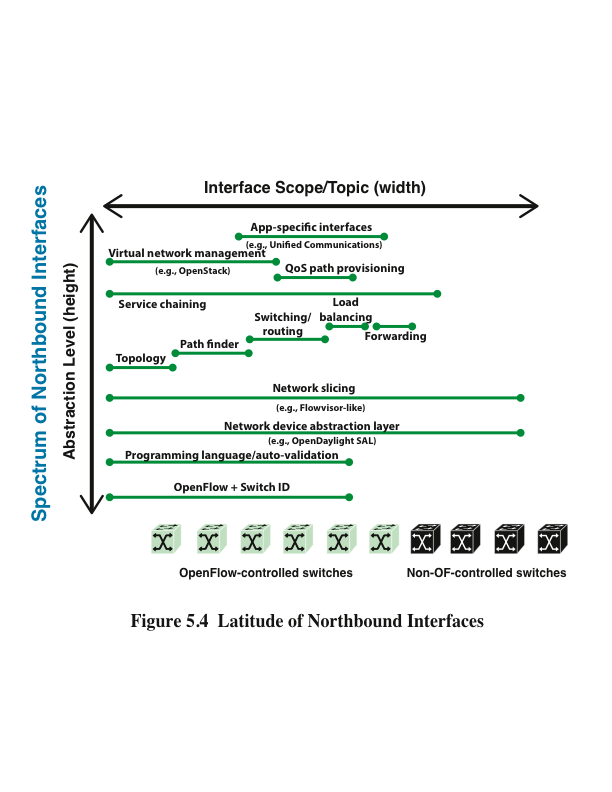 Interface Scope/Topic (width)
Spectrum of Northbound Interfaces
Abstraction Level (height)
App-specific interfaces
(e.g., Unified Communications)
Virtual network management
(e.g., OpenStack)
QoS path provisioning
Service chaining
Load
balancing
Switching/
routing
Forwarding
Path finder
Topology
Network slicing
(e.g., Flowvisor-like)
Network device abstraction layer
(e.g., OpenDaylight SAL)
Programming language/auto-validation
OpenFlow + Switch ID
OpenFlow-controlled switches
Non-OF-controlled switches
Figure 5.4 Latitude of Northbound Interfaces